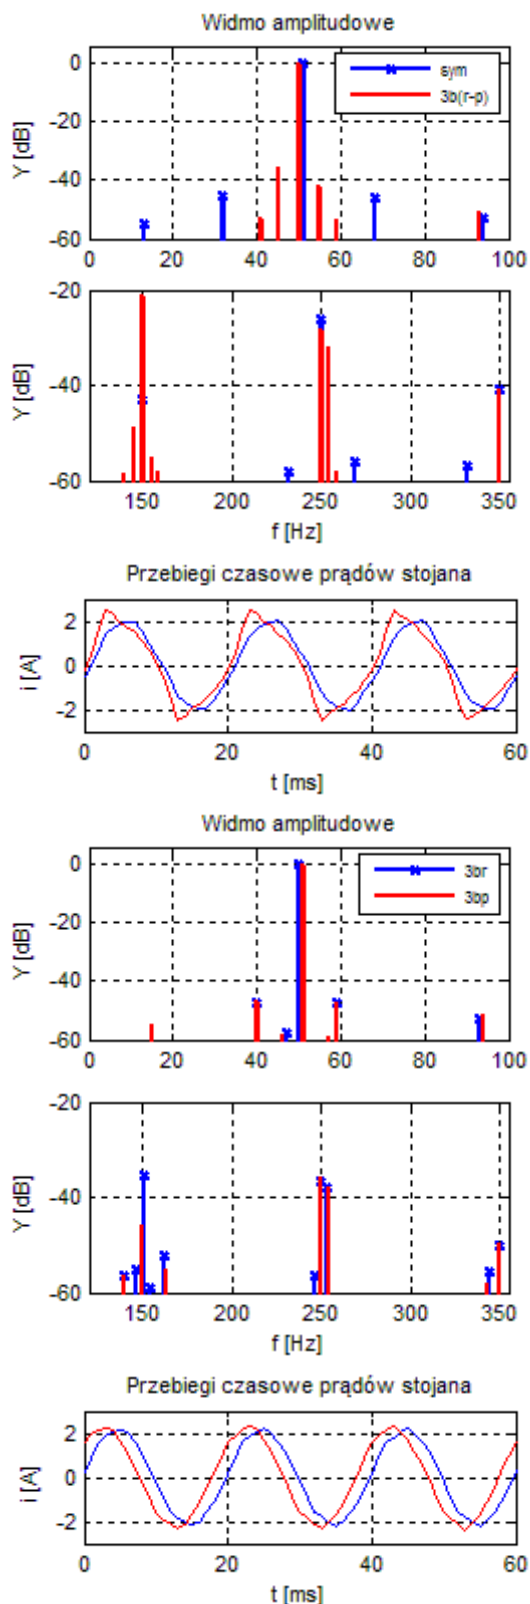 Widmo amplitudowe
Y [dB]
0
-20
-40
-60
sym
3b(r-p)
0 20 40 60 80 100
Y [dB]
-20
-40
-60
150 200 250 300 350
f [Hz]
Przebiegi czasowe prądów stojana
i [A]
2
0
-2
0 20 40 60
t [ms]
Widmo amplitudowe
Y [dB]
0
-20
-40
-60
3br
3bp
0 20 40 60 80 100
Y [dB]
-20
-40
-60
150 200 250 300 350
f [Hz]
Przebiegi czasowe prądów stojana
i [A]
2
0
-2
0 20 40 60
t [ms]